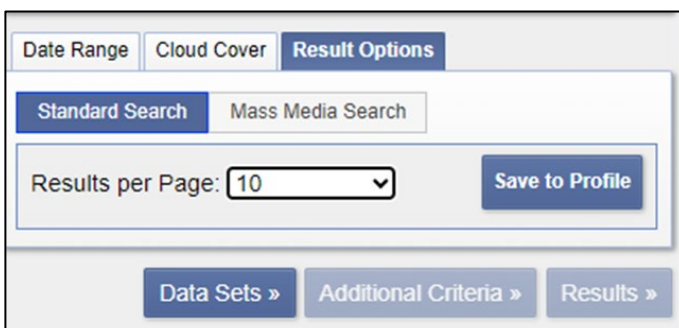 Date Range Cloud Cover Result Options
Standard Search Mass Media Search
Results per Page: 10 Save to Profile
Data Sets » Additional Criteria » Results »